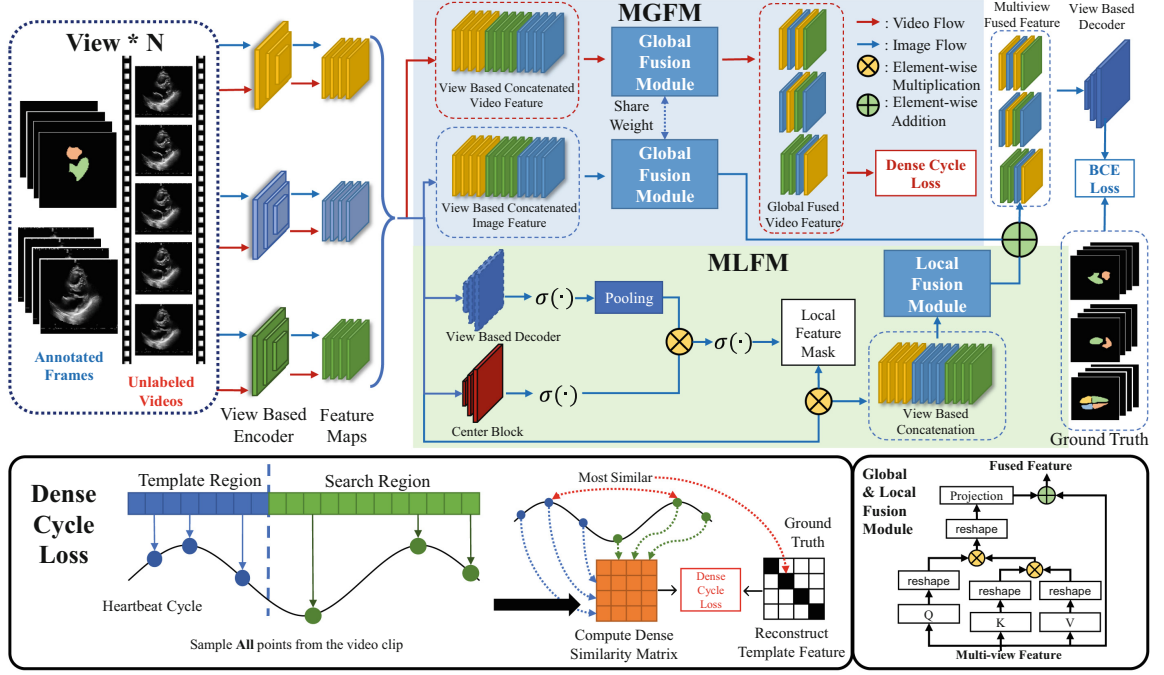 View * N
Annotated
Frames
Unlabeled
Videos
View Based
Encoder
Feature
Maps
MGFM
View Based Concatenated
Video Feature
Global
Fusion
Module
Share
Weight
View Based Concatenated
Image Feature
Global
Fusion
Module
Global Fused
Video Feature
: Video Flow
: Image Flow
: Element-wise
Multiplication
: Element-wise
Addition
Dense Cycle
Loss
Multiview
Fused Feature
View Based
Decoder
BCE
Loss
Ground Truth
MLFM
View Based Decoder
σ(·)
Pooling
Center Block
σ(·)
σ(·)
Local
Feature
Mask
Local
Fusion
Module
View Based
Concatenation
Dense
Cycle
Loss
Template Region
Search Region
Heartbeat Cycle
Sample All points from the video clip
Most Similar
Compute Dense
Similarity Matrix
Dense
Cycle
Loss
Ground
Truth
Reconstruct
Template Feature
Global
& Local
Fusion
Module
Fused Feature
Projection
reshape
reshape
reshape
reshape
Q
K
V
Multi-view Feature